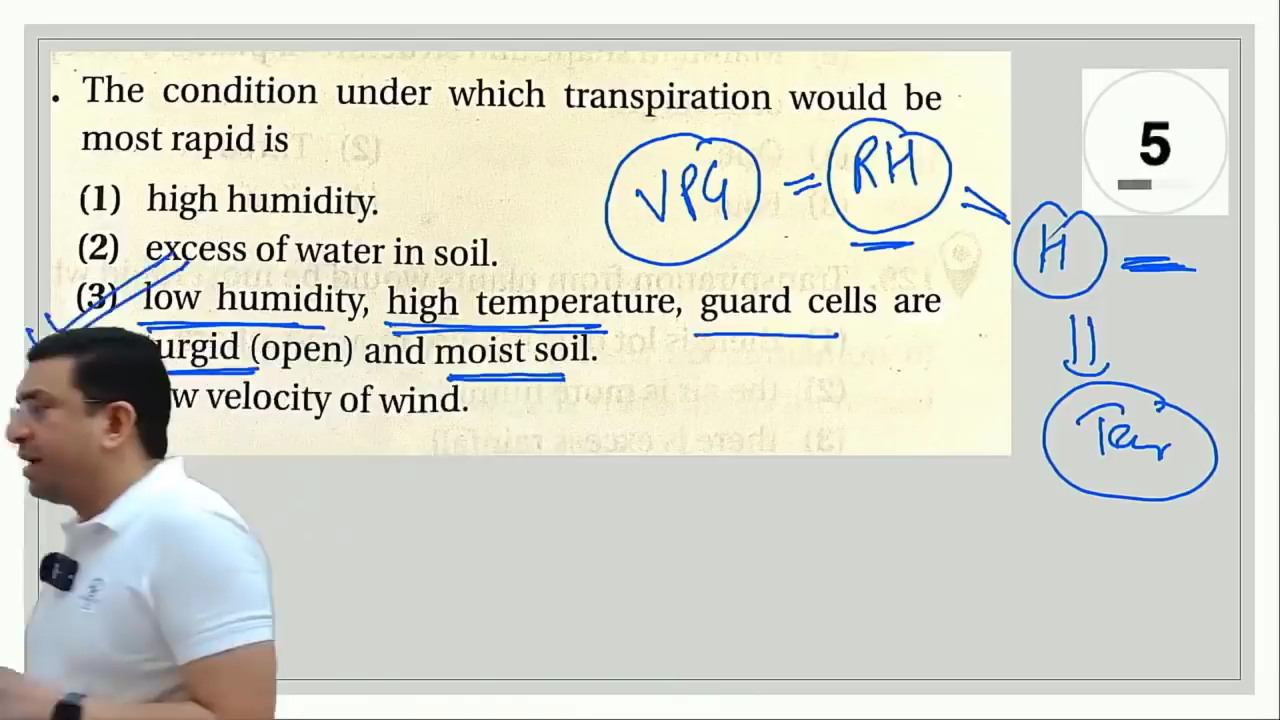 . The condition under which transpiration would be
most rapid is
(1) high humidity.
(2) excess of water in soil.
(3) low humidity, high temperature, guard cells are
urgid (open) and moist soil.
w velocity of wind.
VPG = RH
H
5